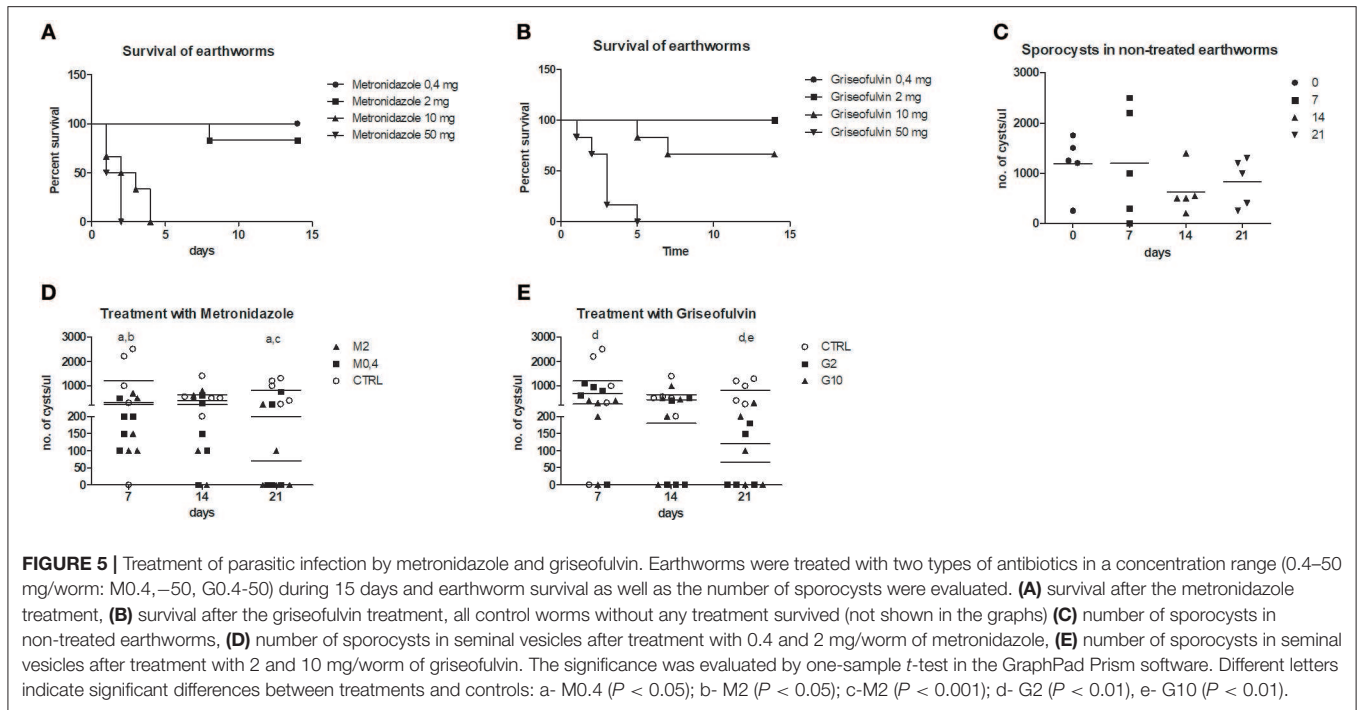 A
Survival of earthworms
150
100
50
0
Percent survival
0 5 10 15
days
Metronidazole 0,4 mg
Metronidazole 2 mg
Metronidazole 10 mg
Metronidazole 50 mg
B
Survival of earthworms
150
100
50
0
Percent survival
0 5 10 15
Time
Griseofulvin 0,4 mg
Griseofulvin 2 mg
Griseofulvin 10 mg
Griseofulvin 50 mg
C
Sporocysts in non-treated earthworms
3000
2000
1000
0
no. of cysts/ul
0 7 14 21
days
0
7
14
21
D
Treatment with Metronidazole
a,b a,c
3000
2000
1000
200
150
100
50
0
no. of cysts/ul
7 14 21
days
M2
M0,4
CTRL
E
Treatment with Griseofulvin
d d,e
3000
2000
1000
200
150
100
50
0
no. of cysts/ul
7 14 21
days
CTRL
G2
G10
FIGURE 5 | Treatment of parasitic infection by metronidazole and griseofulvin. Earthworms were treated with two types of antibiotics in a concentration range (0.4–50
mg/worm: M0.4,−50, G0.4-50) during 15 days and earthworm survival as well as the number of sporocysts were evaluated. (A) survival after the metronidazole
treatment, (B) survival after the griseofulvin treatment, all control worms without any treatment survived (not shown in the graphs) (C) number of sporocysts in
non-treated earthworms, (D) number of sporocysts in seminal vesicles after treatment with 0.4 and 2 mg/worm of metronidazole, (E) number of sporocysts in seminal
vesicles after treatment with 2 and 10 mg/worm of griseofulvin. The significance was evaluated by one-sample t-test in the GraphPad Prism software. Different letters
indicate significant differences between treatments and controls: a- M0.4 (P < 0.05); b- M2 (P < 0.05); c-M2 (P < 0.001); d- G2 (P < 0.01), e- G10 (P < 0.01).